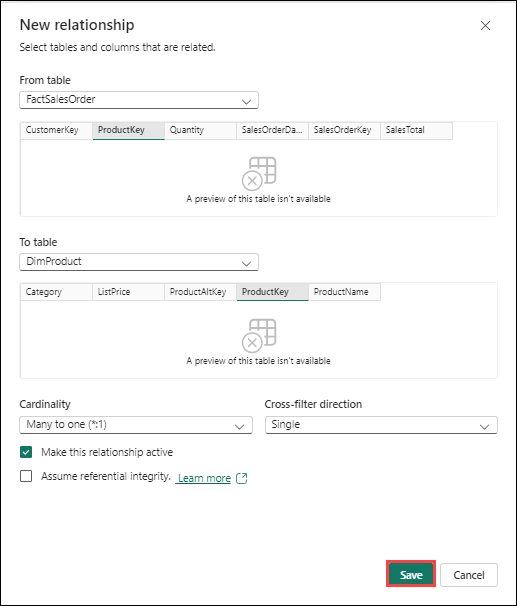 New relationship
Select tables and columns that are related.
From table
FactSalesOrder
CustomerKey ProductKey Quantity SalesOrderDa... SalesOrderKey SalesTotal
A preview of this table isn't available
To table
DimProduct
Category ListPrice ProductAltKey ProductKey ProductName
A preview of this table isn't available
Cardinality Cross-filter direction
Many to one (*:1) Single
Make this relationship active
Assume referential integrity. Learn more
Save Cancel